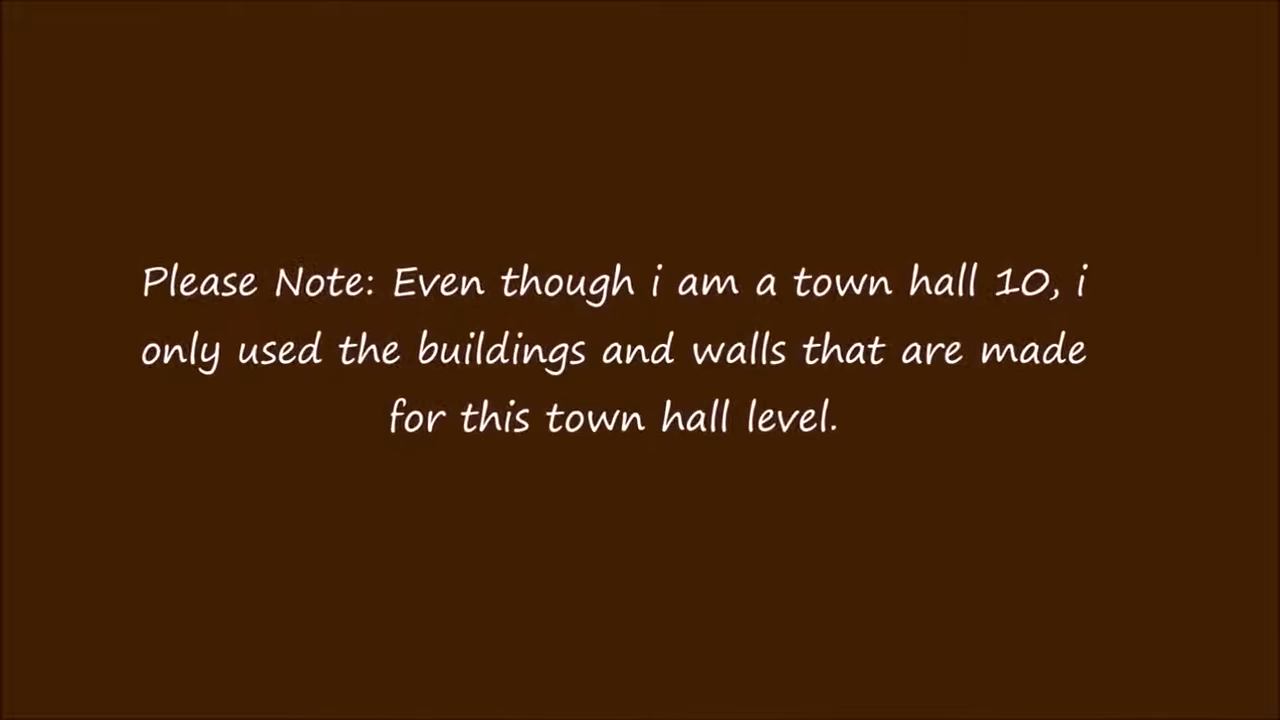 Please Note: Even though i am a town hall 10, i
only used the buildings and walls that are made
for this town hall level.